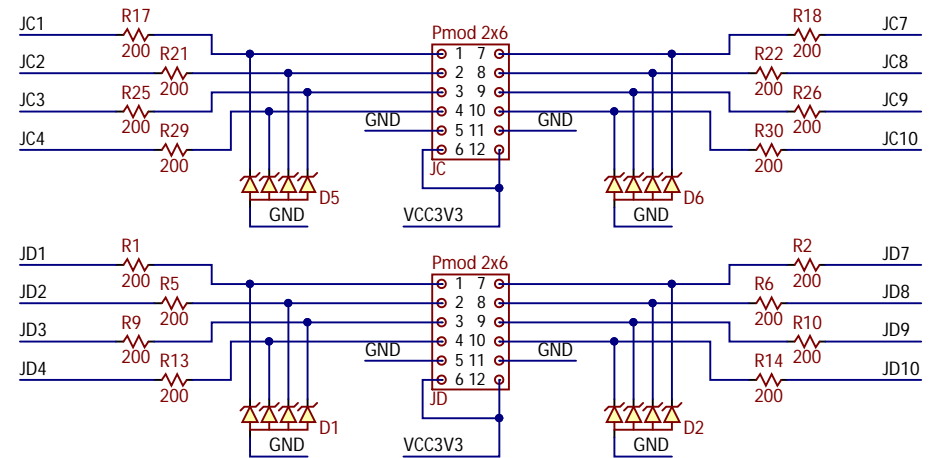 JC1 R17 R18 JC7
200 Pmod 2x6 200
JC2 R21 1 7 R22 JC8
200 2 8 200
JC3 R25 3 9 R26 JC9
200 4 10 200
JC4 R29 GND 5 11 GND R30 JC10
200 6 12 200
JC
D5 D6
GND VCC3V3 GND
JD1 R1 R2 JD7
200 Pmod 2x6 200
JD2 R5 1 7 R6 JD8
200 2 8 200
JD3 R9 3 9 R10 JD9
200 4 10 200
JD4 R13 GND 5 11 GND R14 JD10
200 6 12 200
JD
D1 D2
GND VCC3V3 GND